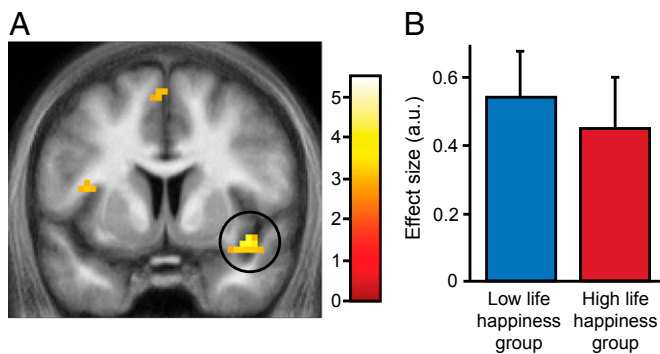 A
5
4
3
2
1
0
B
Effect size (a.u.)
0.6
0.4
0.2
0
Low life
happiness
group
High life
happiness
group